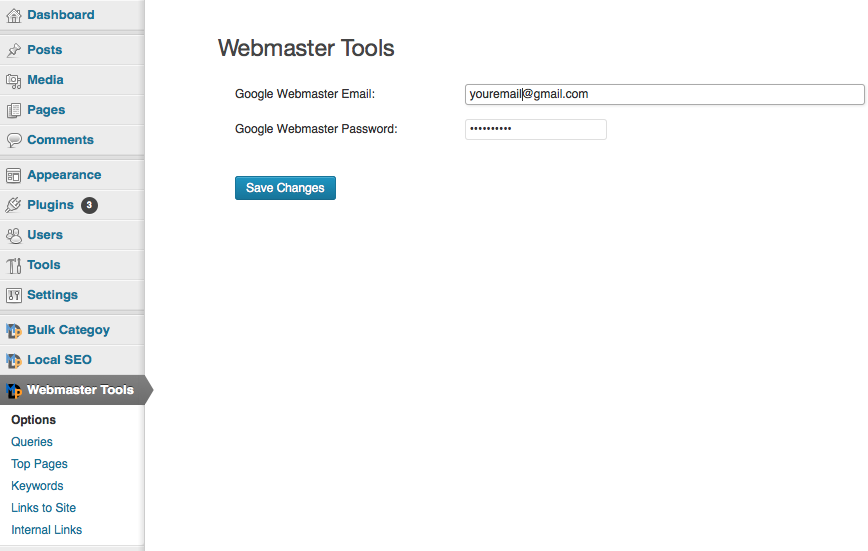 Dashboard
Posts
Media
Pages
Comments
Appearance
Plugins 3
Users
Tools
Settings
Bulk Categoy
Local SEO
Webmaster Tools
Options
Queries
Top Pages
Keywords
Links to Site
Internal Links
Webmaster Tools
Google Webmaster Email: youremail@gmail.com
Google Webmaster Password: ••••••••••
Save Changes